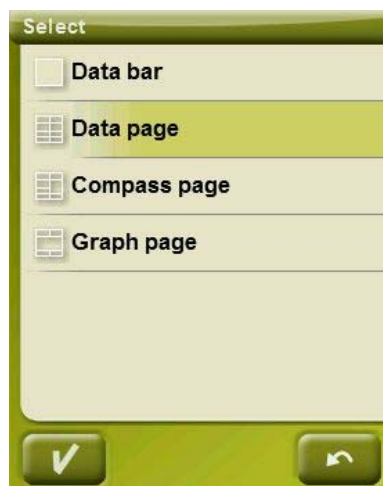 Select
Data bar
Data page
Compass page
Graph page